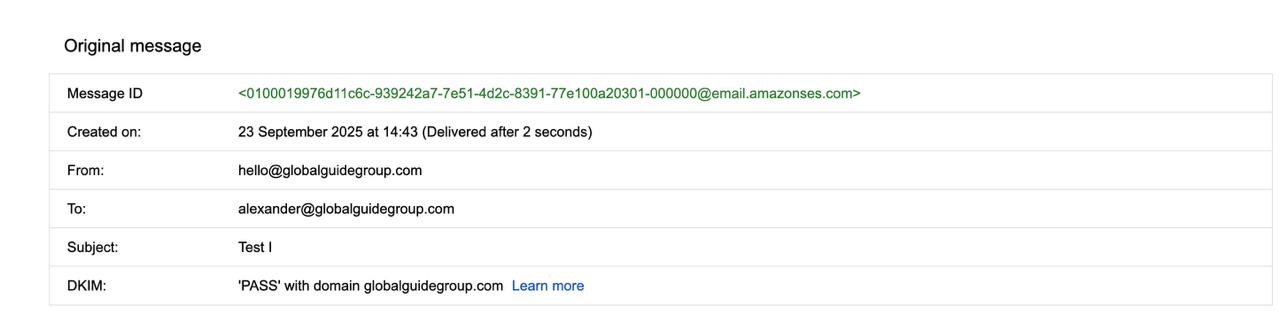 Original message
Message ID <0100019976d11c6c-939242a7-7e51-4d2c-8391-77e100a20301-000000@email.amazonses.com>
Created on: 23 September 2025 at 14:43 (Delivered after 2 seconds)
From: hello@globalguidegroup.com
To: alexander@globalguidegroup.com
Subject: Test I
DKIM: 'PASS' with domain globalguidegroup.com Learn more